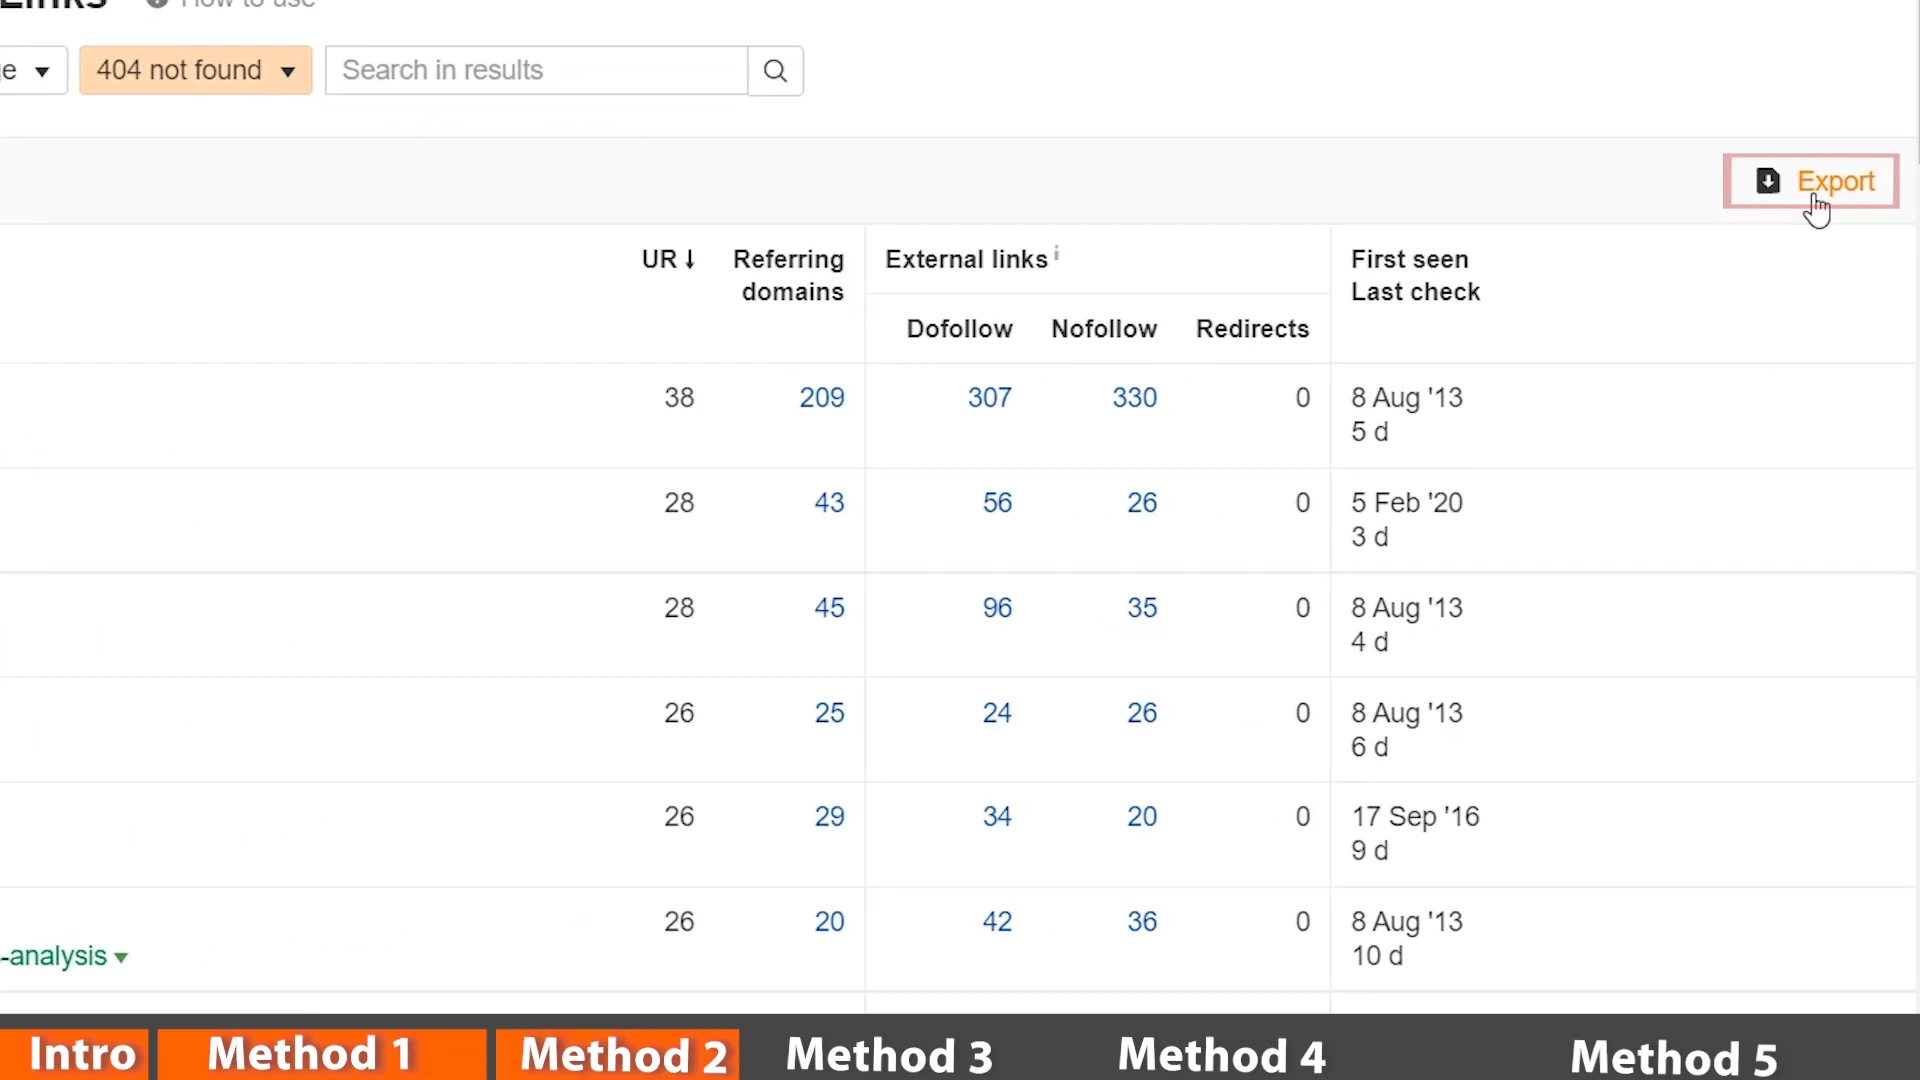 Links How to use
404 not found Search in results
Export
UR↓ Referring domains External links i First seen Last check
Dofollow Nofollow Redirects
38 209 307 330 0 8 Aug '13
5 d
28 43 56 26 0 5 Feb '20
3 d
28 45 96 35 0 8 Aug '13
4 d
26 25 24 26 0 8 Aug '13
6 d
26 29 34 20 0 17 Sep '16
9 d
26 20 42 36 0 8 Aug '13
-analysis 10 d
Intro Method 1 Method 2 Method 3 Method 4 Method 5